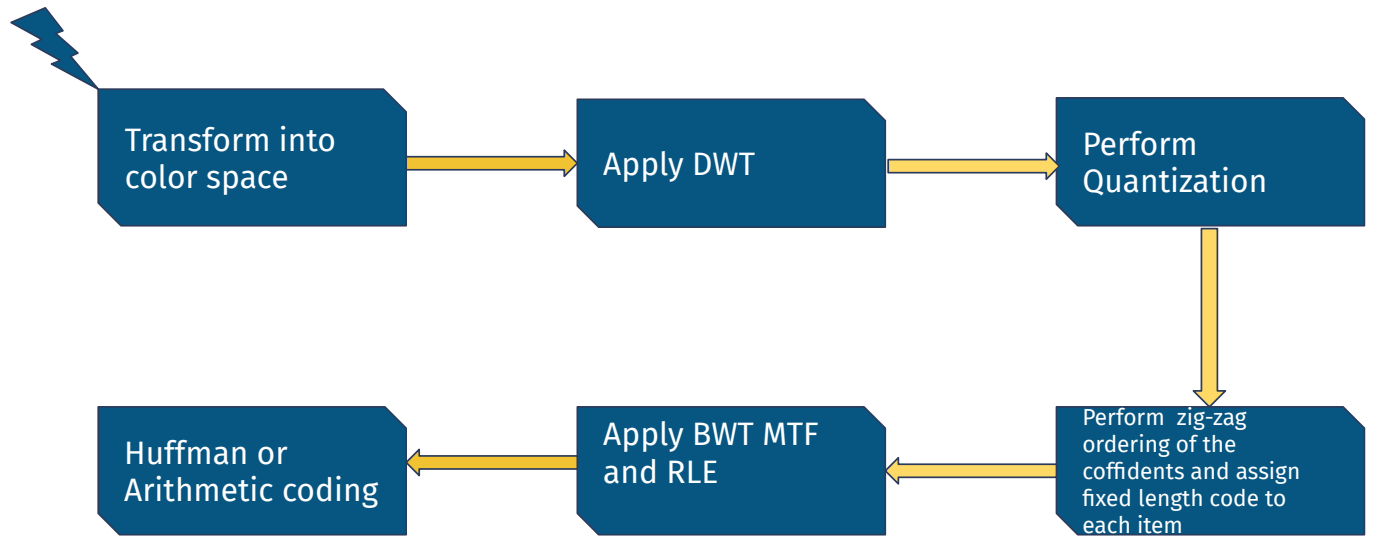 Transform into
color space
Apply DWT
Perform
Quantization
Perform  zig-zag
ordering of the
coffidents and assign
fixed length code to
each item
Apply BWT MTF
and RLE
Huffman or
Arithmetic coding